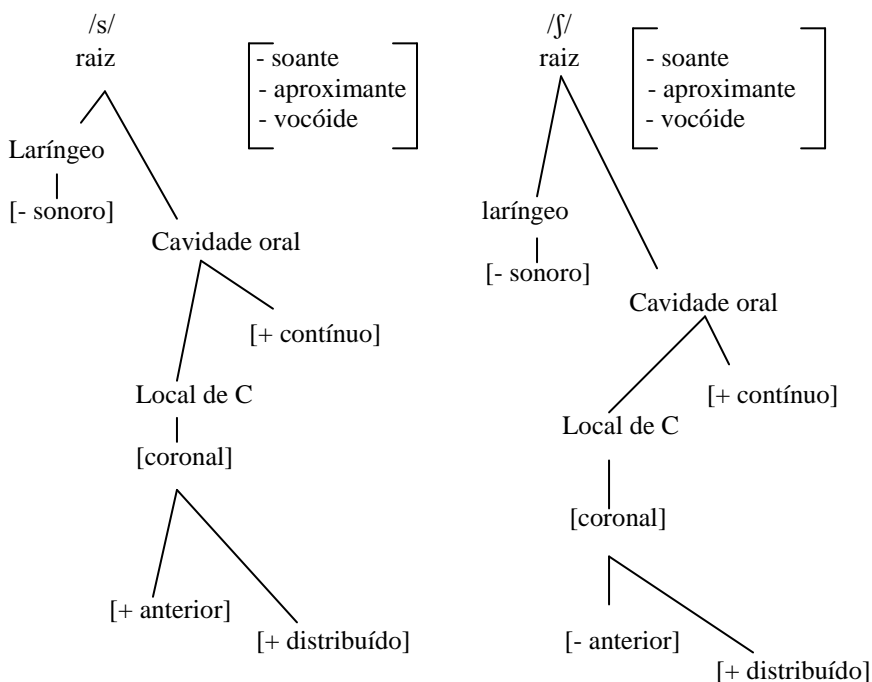 /s/
raiz
- soante
- aproximante
- vocóide
Laríngeo
[- sonoro]
Cavidade oral
[+ contínuo]
Local de C
[coronal]
[+ anterior]
[+ distribuído]
/ʃ/
raiz
- soante
- aproximante
- vocóide
laríngeo
[- sonoro]
Cavidade oral
[+ contínuo]
Local de C
[coronal]
[- anterior]
[+ distribuído]